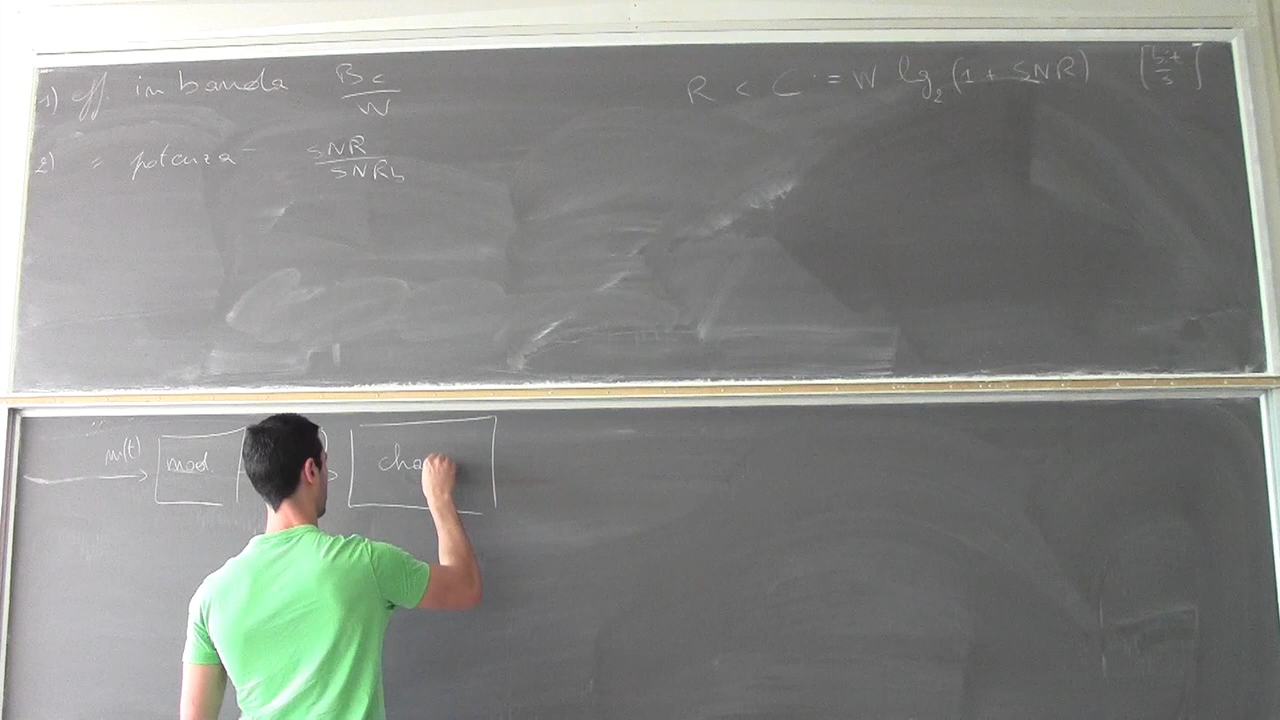 1) eff. in banda Bc/W
R < C := W lg₂(1 + SNR) [bit/s]
2) = potenza SNR/SNRb
m(t) mod. cha